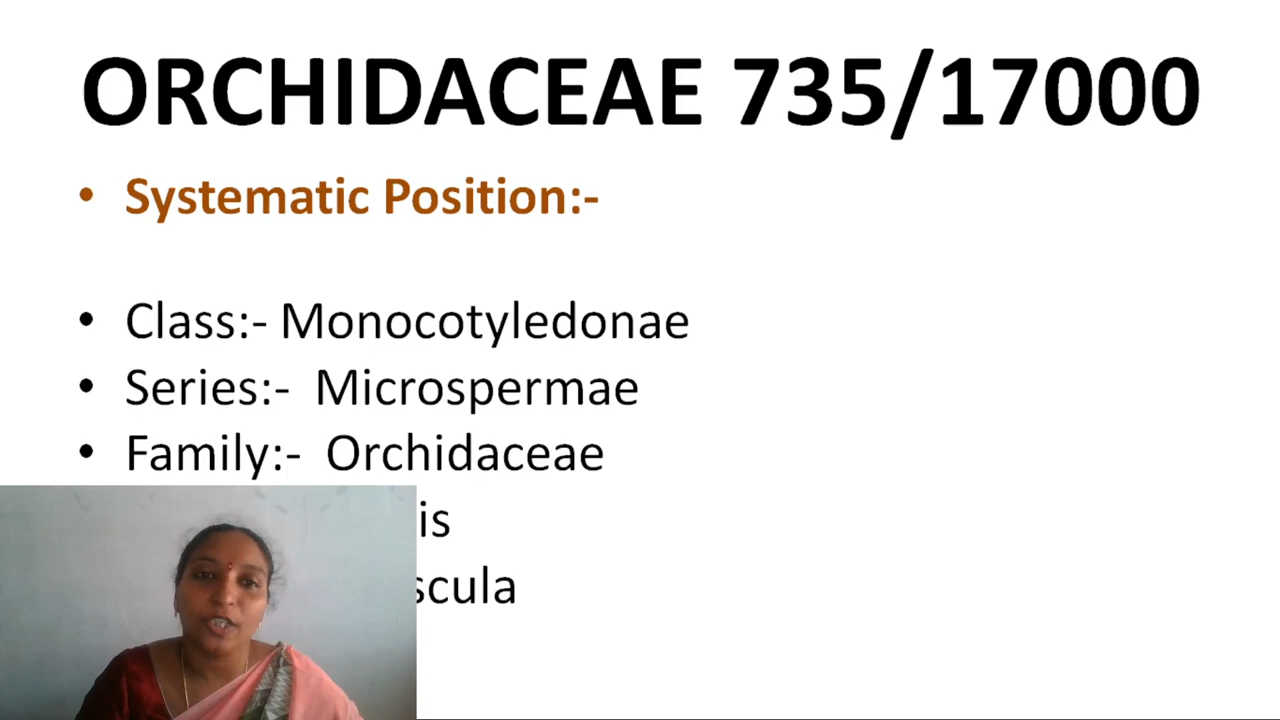 ORCHIDACEAE 735/17000
• Systematic Position:-
• Class:- Monocotyledonae
• Series:- Microspermae
• Family:- Orchidaceae
is
scula